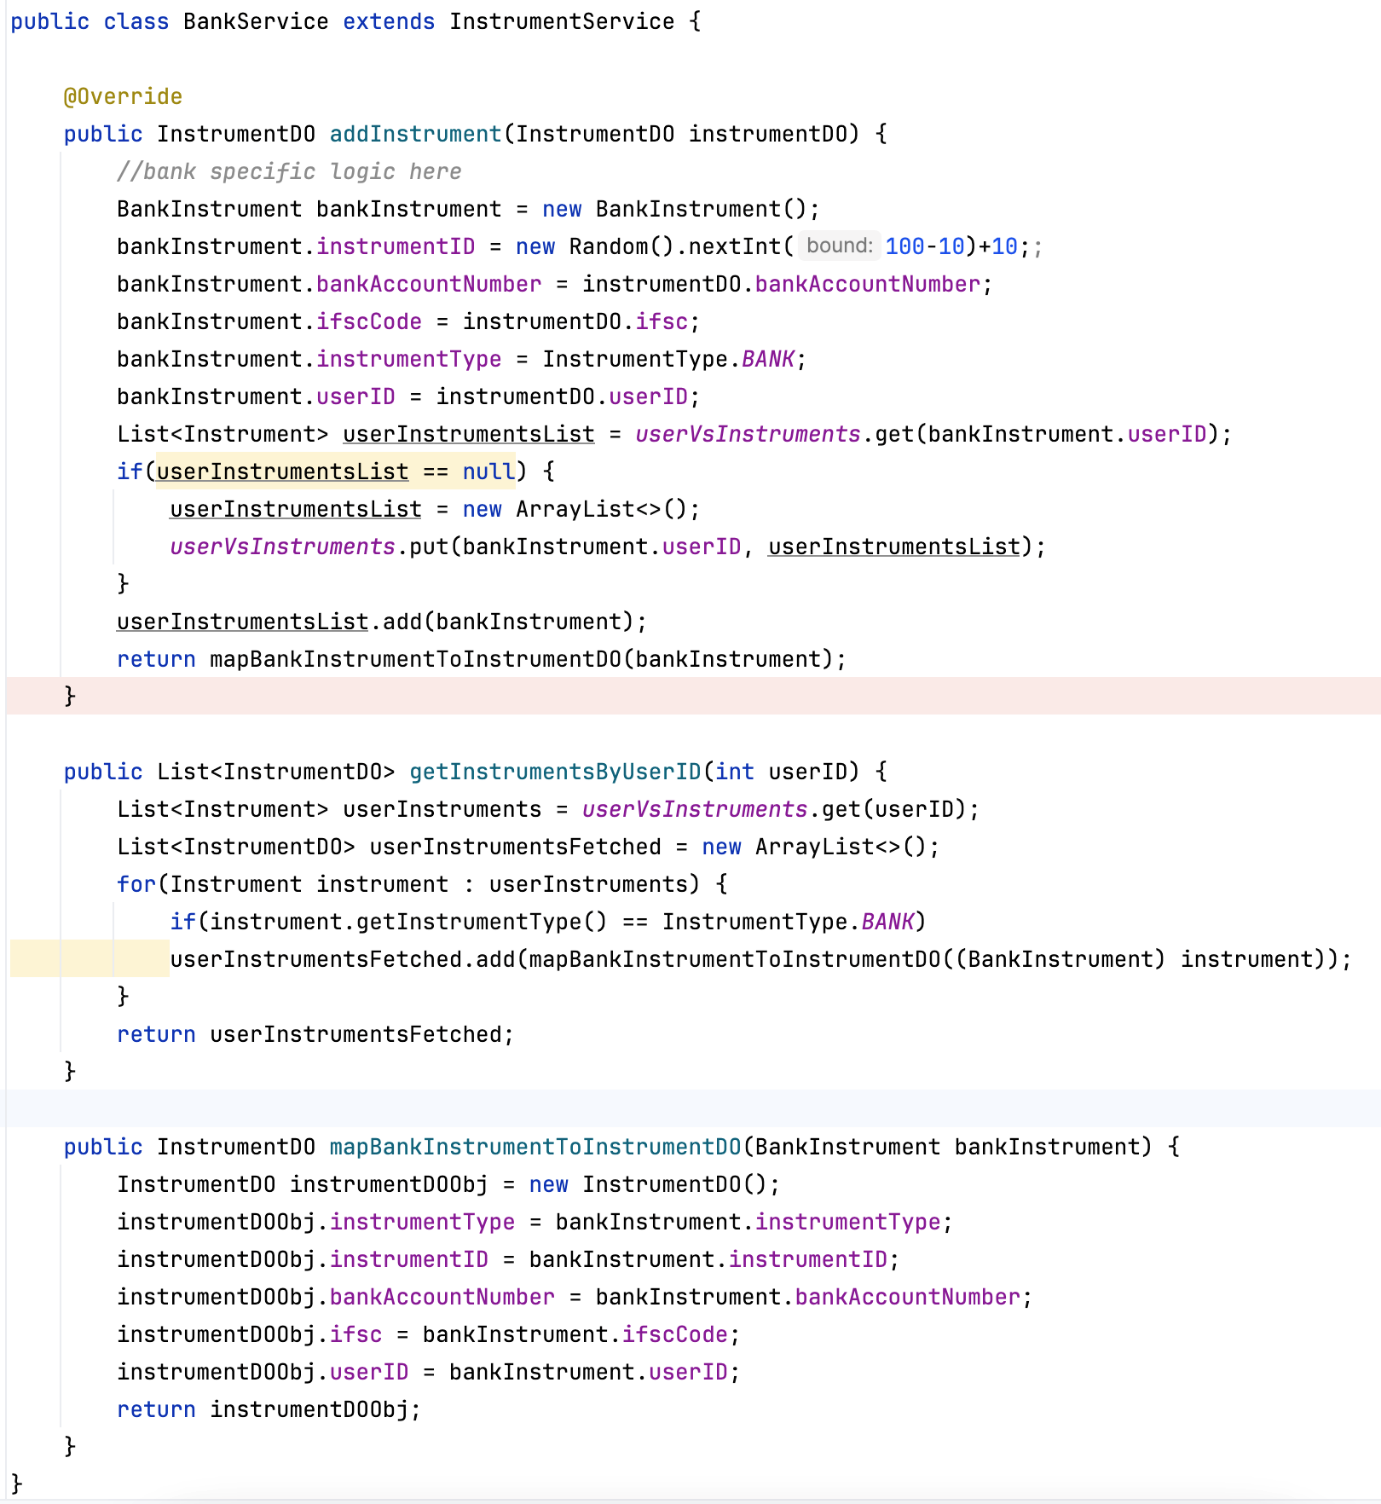 public class BankService extends InstrumentService {
@Override
public InstrumentDO addInstrument(InstrumentDO instrumentDO) {
//bank specific logic here
BankInstrument bankInstrument = new BankInstrument();
bankInstrument.instrumentID = new Random().nextInt( bound: 100-10)+10;;
bankInstrument.bankAccountNumber = instrumentDO.bankAccountNumber;
bankInstrument.ifscCode = instrumentDO.ifsc;
bankInstrument.instrumentType = InstrumentType.BANK;
bankInstrument.userID = instrumentDO.userID;
List<Instrument> userInstrumentsList = userVsInstruments.get(bankInstrument.userID);
if(userInstrumentsList == null) {
userInstrumentsList = new ArrayList<>();
userVsInstruments.put(bankInstrument.userID, userInstrumentsList);
}
userInstrumentsList.add(bankInstrument);
return mapBankInstrumentToInstrumentDO(bankInstrument);
}
public List<InstrumentDO> getInstrumentsByUserID(int userID) {
List<Instrument> userInstruments = userVsInstruments.get(userID);
List<InstrumentDO> userInstrumentsFetched = new ArrayList<>();
for(Instrument instrument : userInstruments) {
if(instrument.getInstrumentType() == InstrumentType.BANK)
userInstrumentsFetched.add(mapBankInstrumentToInstrumentDO((BankInstrument) instrument));
}
return userInstrumentsFetched;
}
public InstrumentDO mapBankInstrumentToInstrumentDO(BankInstrument bankInstrument) {
InstrumentDO instrumentDOObj = new InstrumentDO();
instrumentDOObj.instrumentType = bankInstrument.instrumentType;
instrumentDOObj.instrumentID = bankInstrument.instrumentID;
instrumentDOObj.bankAccountNumber = bankInstrument.bankAccountNumber;
instrumentDOObj.ifsc = bankInstrument.ifscCode;
instrumentDOObj.userID = bankInstrument.userID;
return instrumentDOObj;
}
}